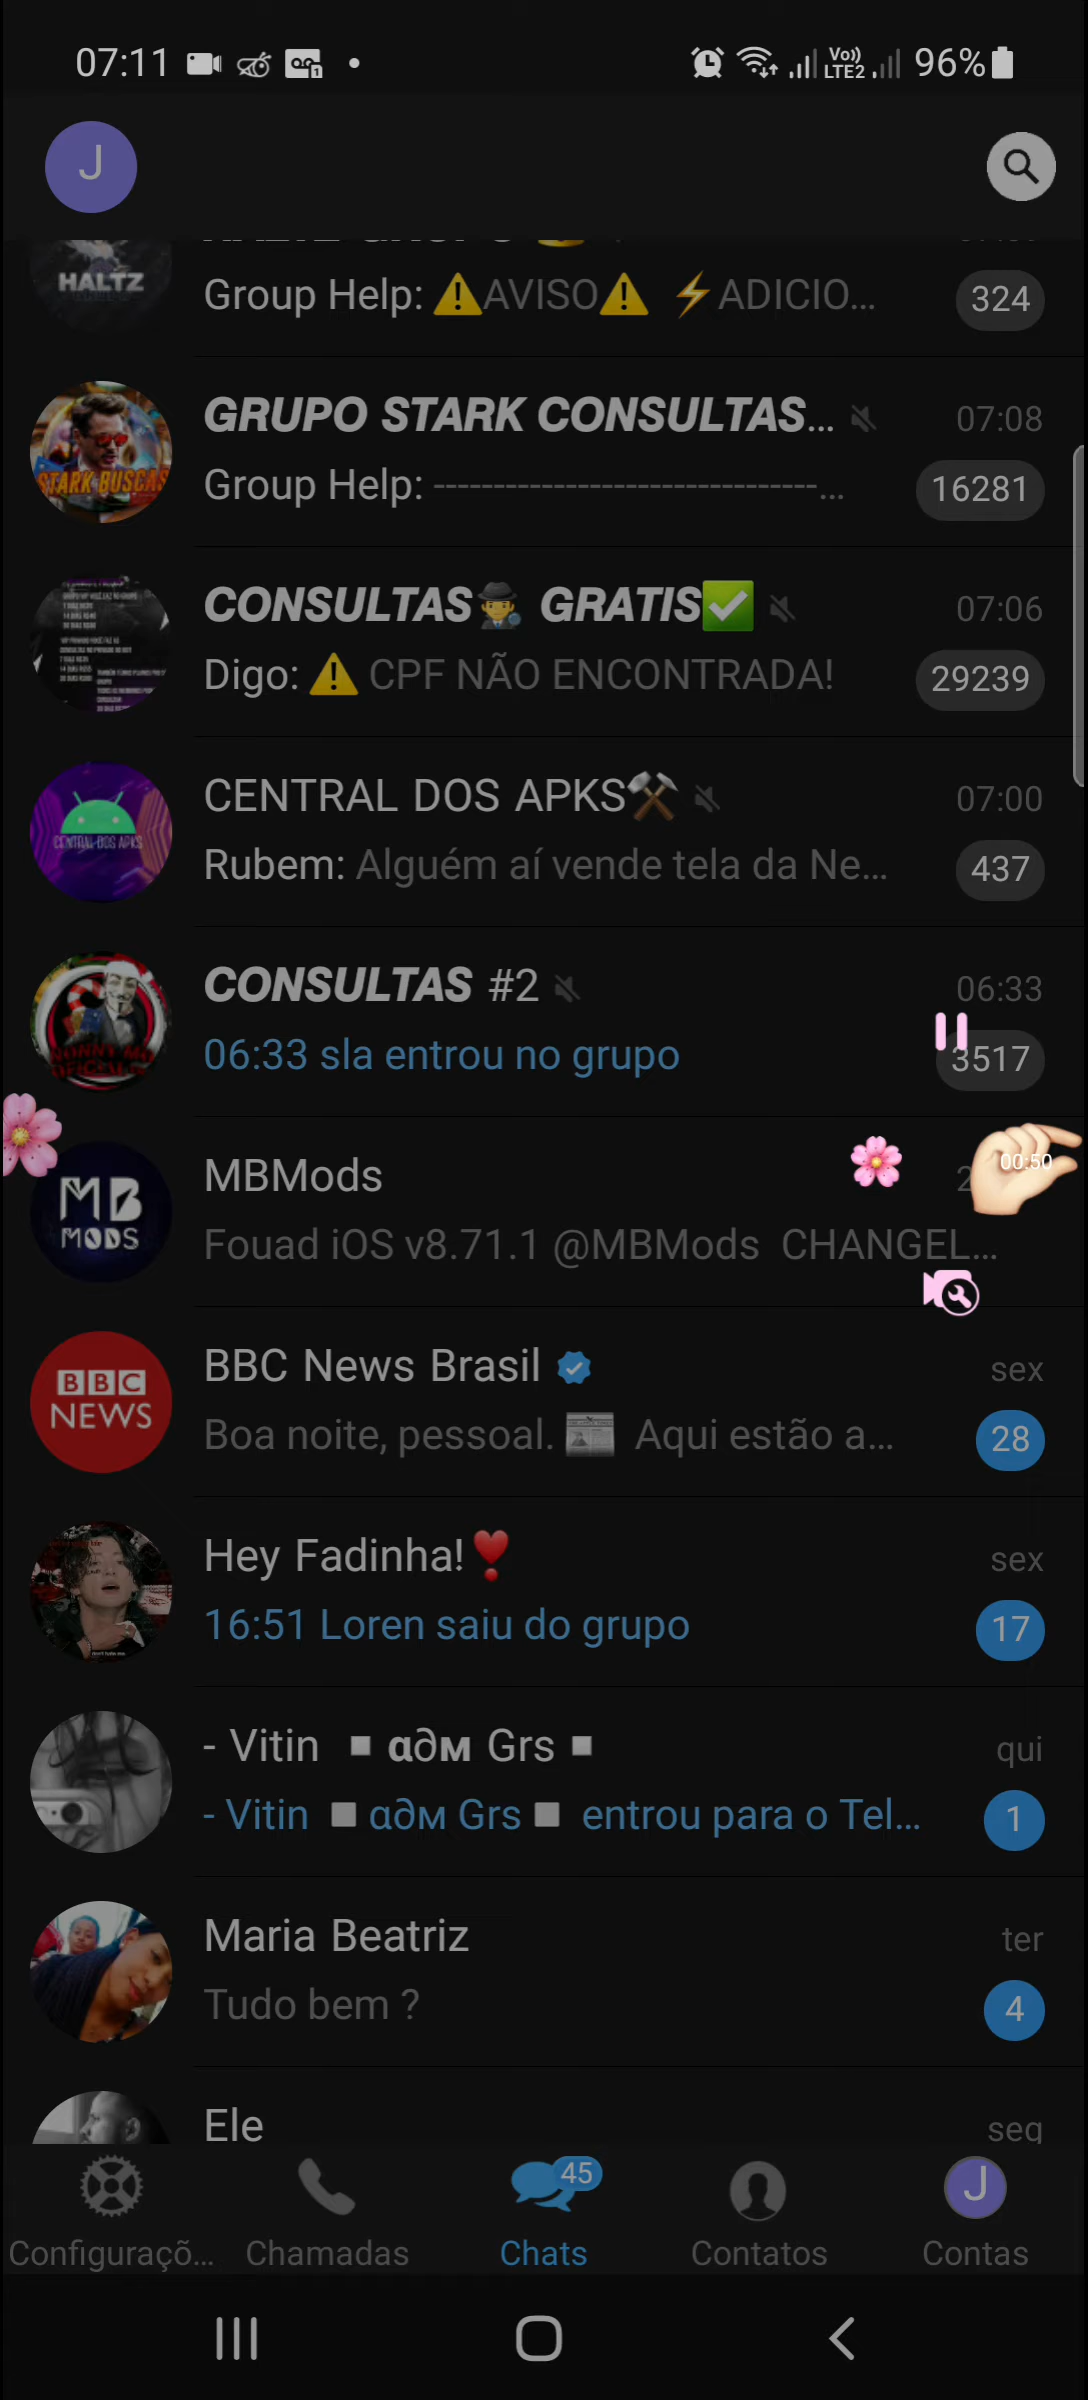 07:11
Vo))
LTE2
96%
J
HALTZ
Group Help: ⚠️AVISO⚠️ ⚡ADICIO...
324
GRUPO STARK CONSULTAS...
07:08
STARK BUSCAS
Group Help: --------------------------------...
16281
CONSULTAS🕵️ GRATIS✅
07:06
Digo: ⚠️ CPF NÃO ENCONTRADA!
29239
CENTRAL DOS APKS⚒️
07:00
CENTRAL DOS APKS
Rubem: Alguém aí vende tela da Ne...
437
CONSULTAS #2
06:33
06:33 sla entrou no grupo
3517
MBMods
00:50
MB
MODS
Fouad iOS v8.71.1 @MBMods CHANGEL...
BBC News Brasil
sex
BBC
NEWS
Boa noite, pessoal. 📰 Aqui estão a...
28
Hey Fadinha!❣️
sex
16:51 Loren saiu do grupo
17
- Vitin ▫️α∂м Grs▫️
qui
- Vitin ◻️α∂м Grs◻️ entrou para o Tel...
1
Maria Beatriz
ter
Tudo bem ?
4
Ele
seg
45
J
Configuraçõ...
Chamadas
Chats
Contatos
Contas